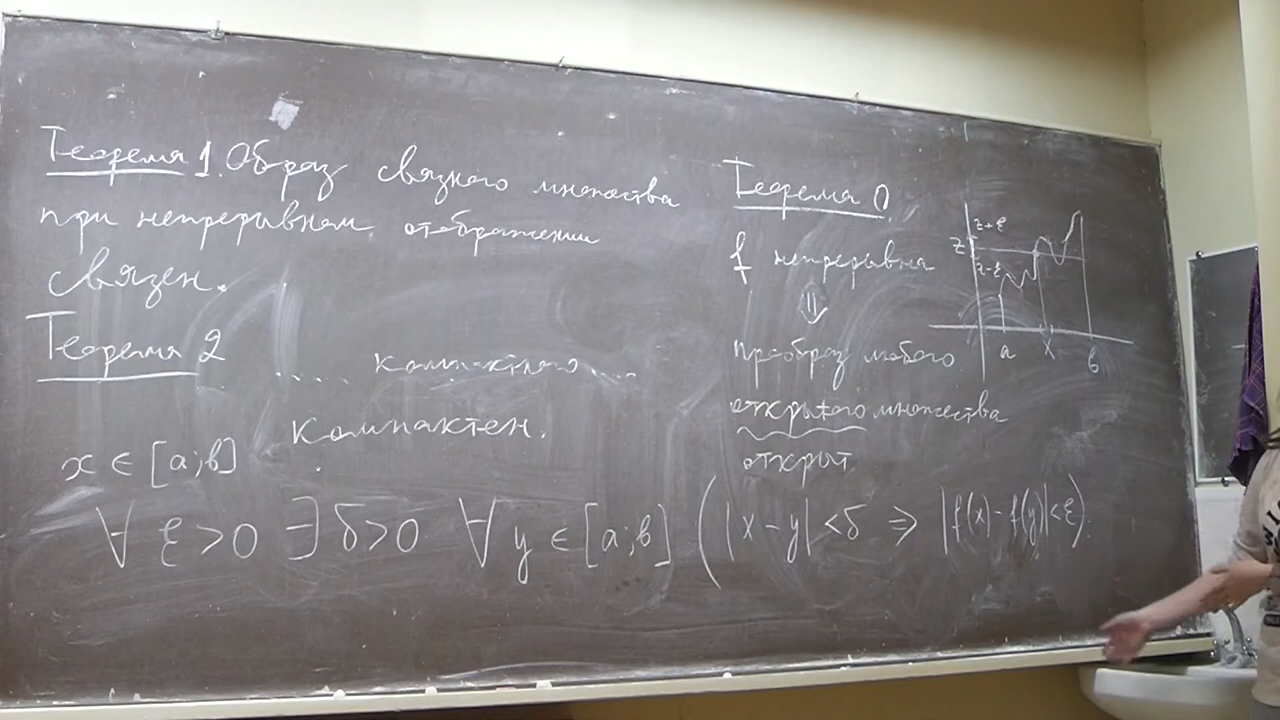 Теорема 1. Образ связного множества
при непрерывном отображении
связен.
Теорема 2
.... компактного ....
компактен.
x ∈ [a;b]
∀ ε>0 ∃ δ>0 ∀ y ∈ [a;b] (|x-y|<δ ⇒ |f(x)-f(y)|<ε).
Теорема 0.
f непрерывна
⇓
Прообраз любого
открытого множества
открыт
z+ε
z
z-ε
a x b